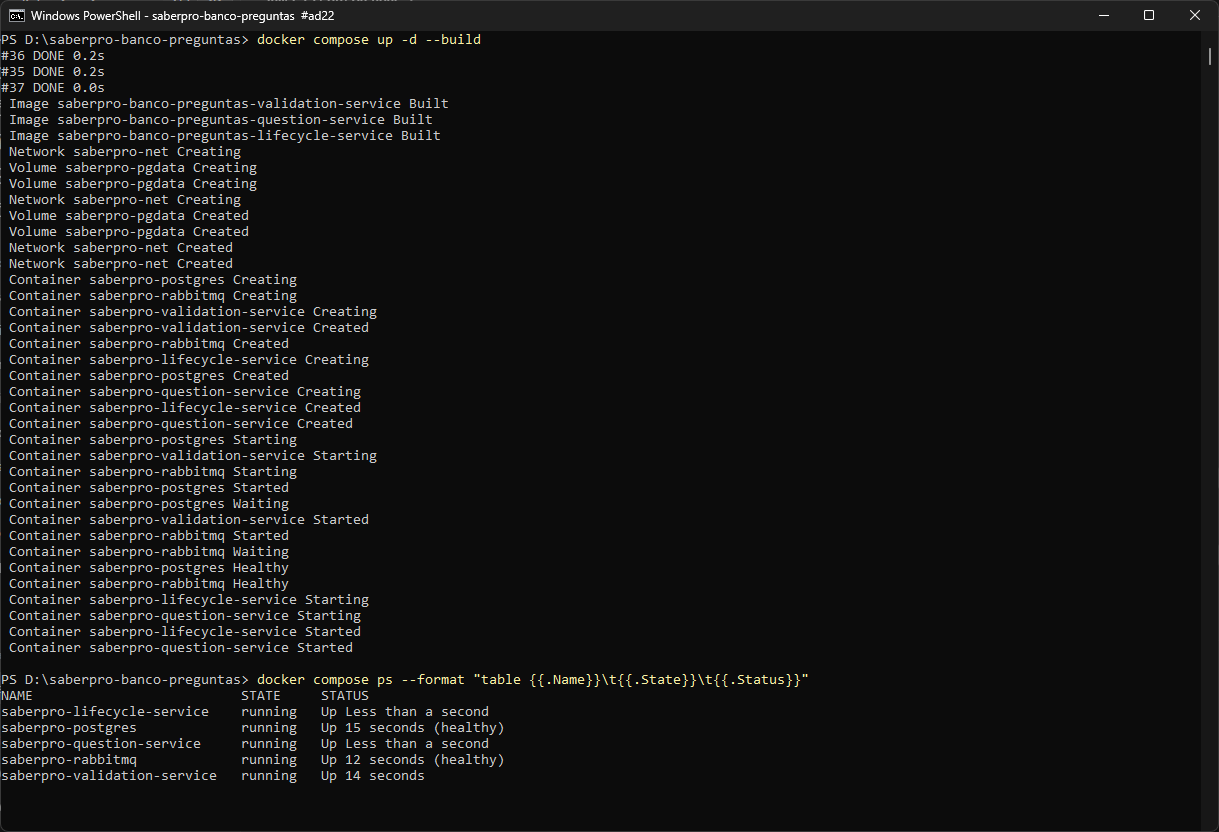 Windows PowerShell - saberpro-banco-preguntas #ad22
PS D:\saberpro-banco-preguntas> docker compose up -d --build
#36 DONE 0.2s
#35 DONE 0.2s
#37 DONE 0.0s
Image saberpro-banco-preguntas-validation-service Built
Image saberpro-banco-preguntas-question-service Built
Image saberpro-banco-preguntas-lifecycle-service Built
Network saberpro-net Creating
Volume saberpro-pgdata Creating
Volume saberpro-pgdata Creating
Network saberpro-net Creating
Volume saberpro-pgdata Created
Volume saberpro-pgdata Created
Network saberpro-net Created
Network saberpro-net Created
Container saberpro-postgres Creating
Container saberpro-rabbitmq Creating
Container saberpro-validation-service Creating
Container saberpro-validation-service Created
Container saberpro-rabbitmq Created
Container saberpro-lifecycle-service Creating
Container saberpro-postgres Created
Container saberpro-question-service Creating
Container saberpro-lifecycle-service Created
Container saberpro-question-service Created
Container saberpro-postgres Starting
Container saberpro-validation-service Starting
Container saberpro-rabbitmq Starting
Container saberpro-postgres Started
Container saberpro-postgres Waiting
Container saberpro-validation-service Started
Container saberpro-rabbitmq Started
Container saberpro-rabbitmq Waiting
Container saberpro-postgres Healthy
Container saberpro-rabbitmq Healthy
Container saberpro-lifecycle-service Starting
Container saberpro-question-service Starting
Container saberpro-lifecycle-service Started
Container saberpro-question-service Started
PS D:\saberpro-banco-preguntas> docker compose ps --format "table {{.Name}}\t{{.State}}\t{{.Status}}"
NAME STATE STATUS
saberpro-lifecycle-service running Up Less than a second
saberpro-postgres running Up 15 seconds (healthy)
saberpro-question-service running Up Less than a second
saberpro-rabbitmq running Up 12 seconds (healthy)
saberpro-validation-service running Up 14 seconds